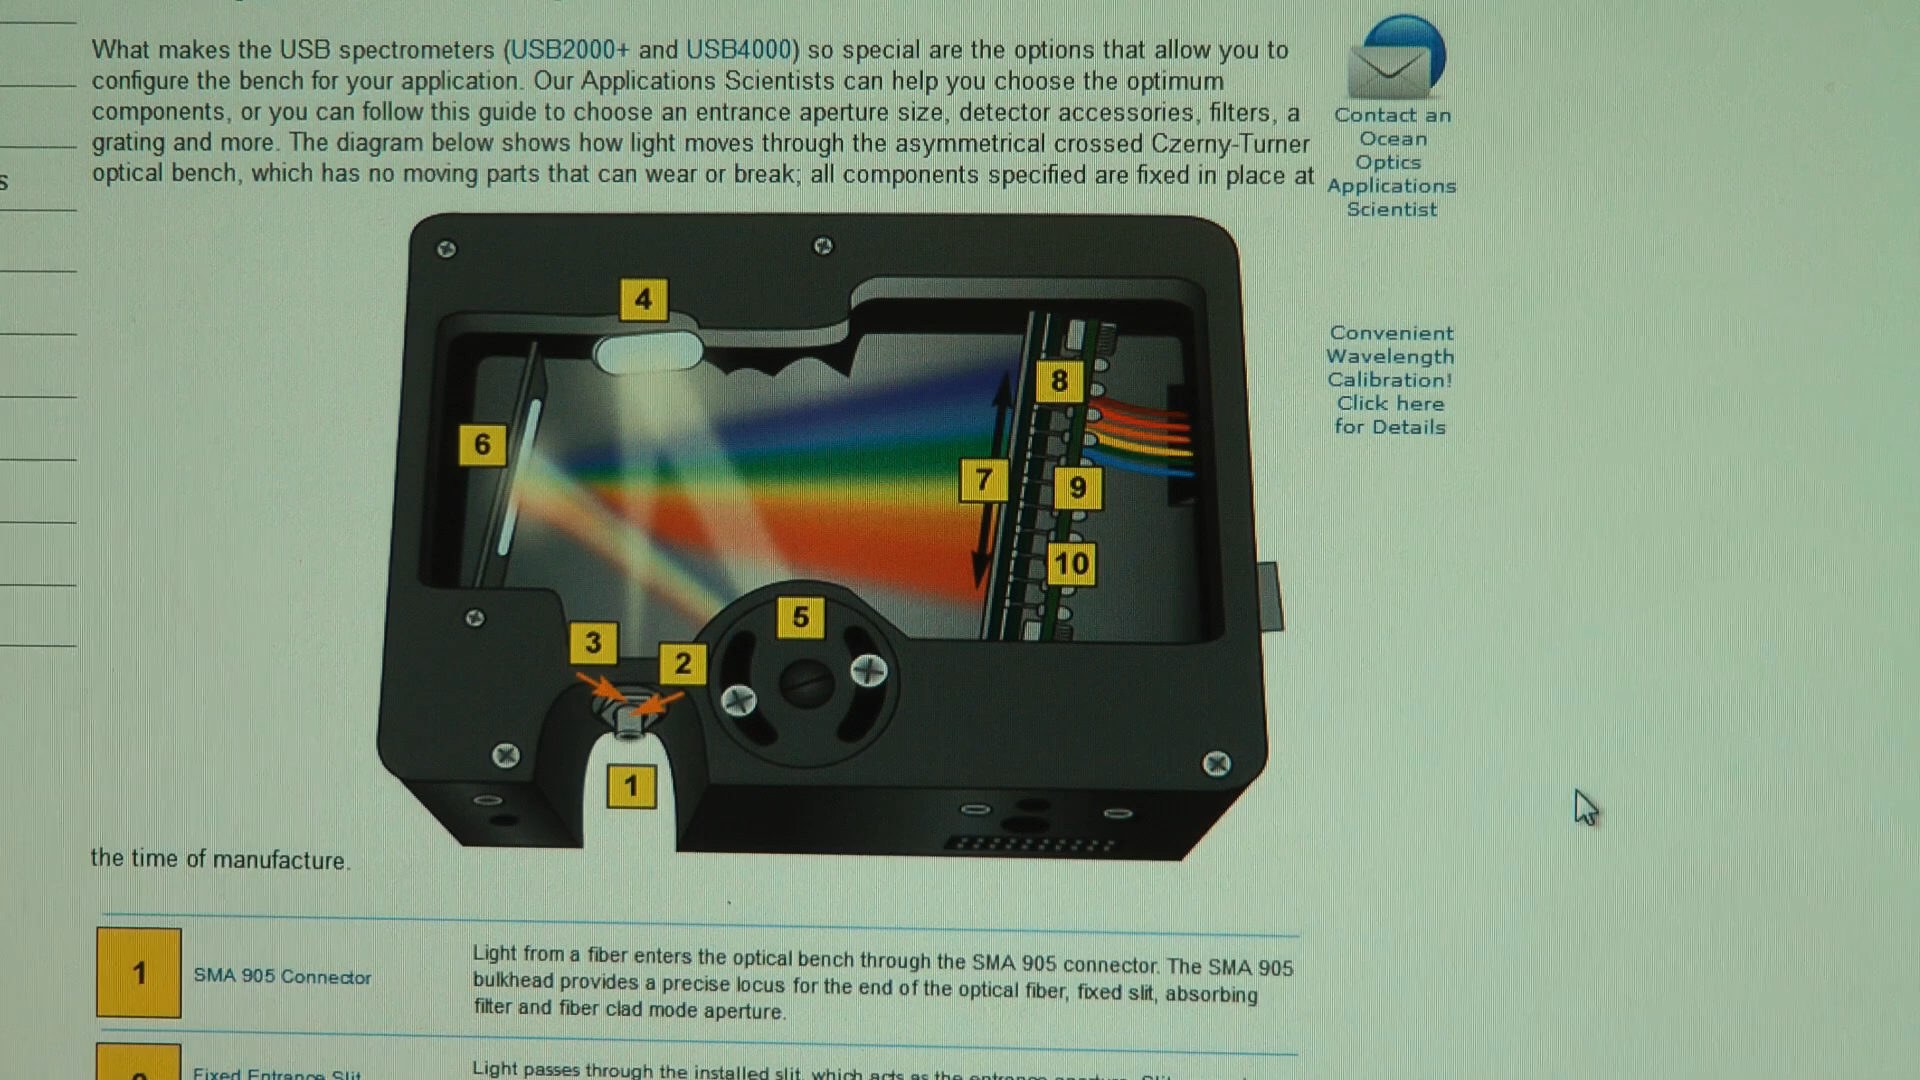 What makes the USB spectrometers (USB2000+ and USB4000) so special are the options that allow you to
configure the bench for your application. Our Applications Scientists can help you choose the optimum
components, or you can follow this guide to choose an entrance aperture size, detector accessories, filters, a
grating and more. The diagram below shows how light moves through the asymmetrical crossed Czerny-Turner
optical bench, which has no moving parts that can wear or break; all components specified are fixed in place at
s
Contact an
Ocean
Optics
Applications
Scientist
Convenient
Wavelength
Calibration!
Click here
for Details
4
8
6
7
9
10
5
3
2
1
the time of manufacture.
1
SMA 905 Connector
Light from a fiber enters the optical bench through the SMA 905 connector. The SMA 905
bulkhead provides a precise locus for the end of the optical fiber, fixed slit, absorbing
filter and fiber clad mode aperture.
Fixed Entrance Slit
Light passes through the installed slit, which acts as the entrance